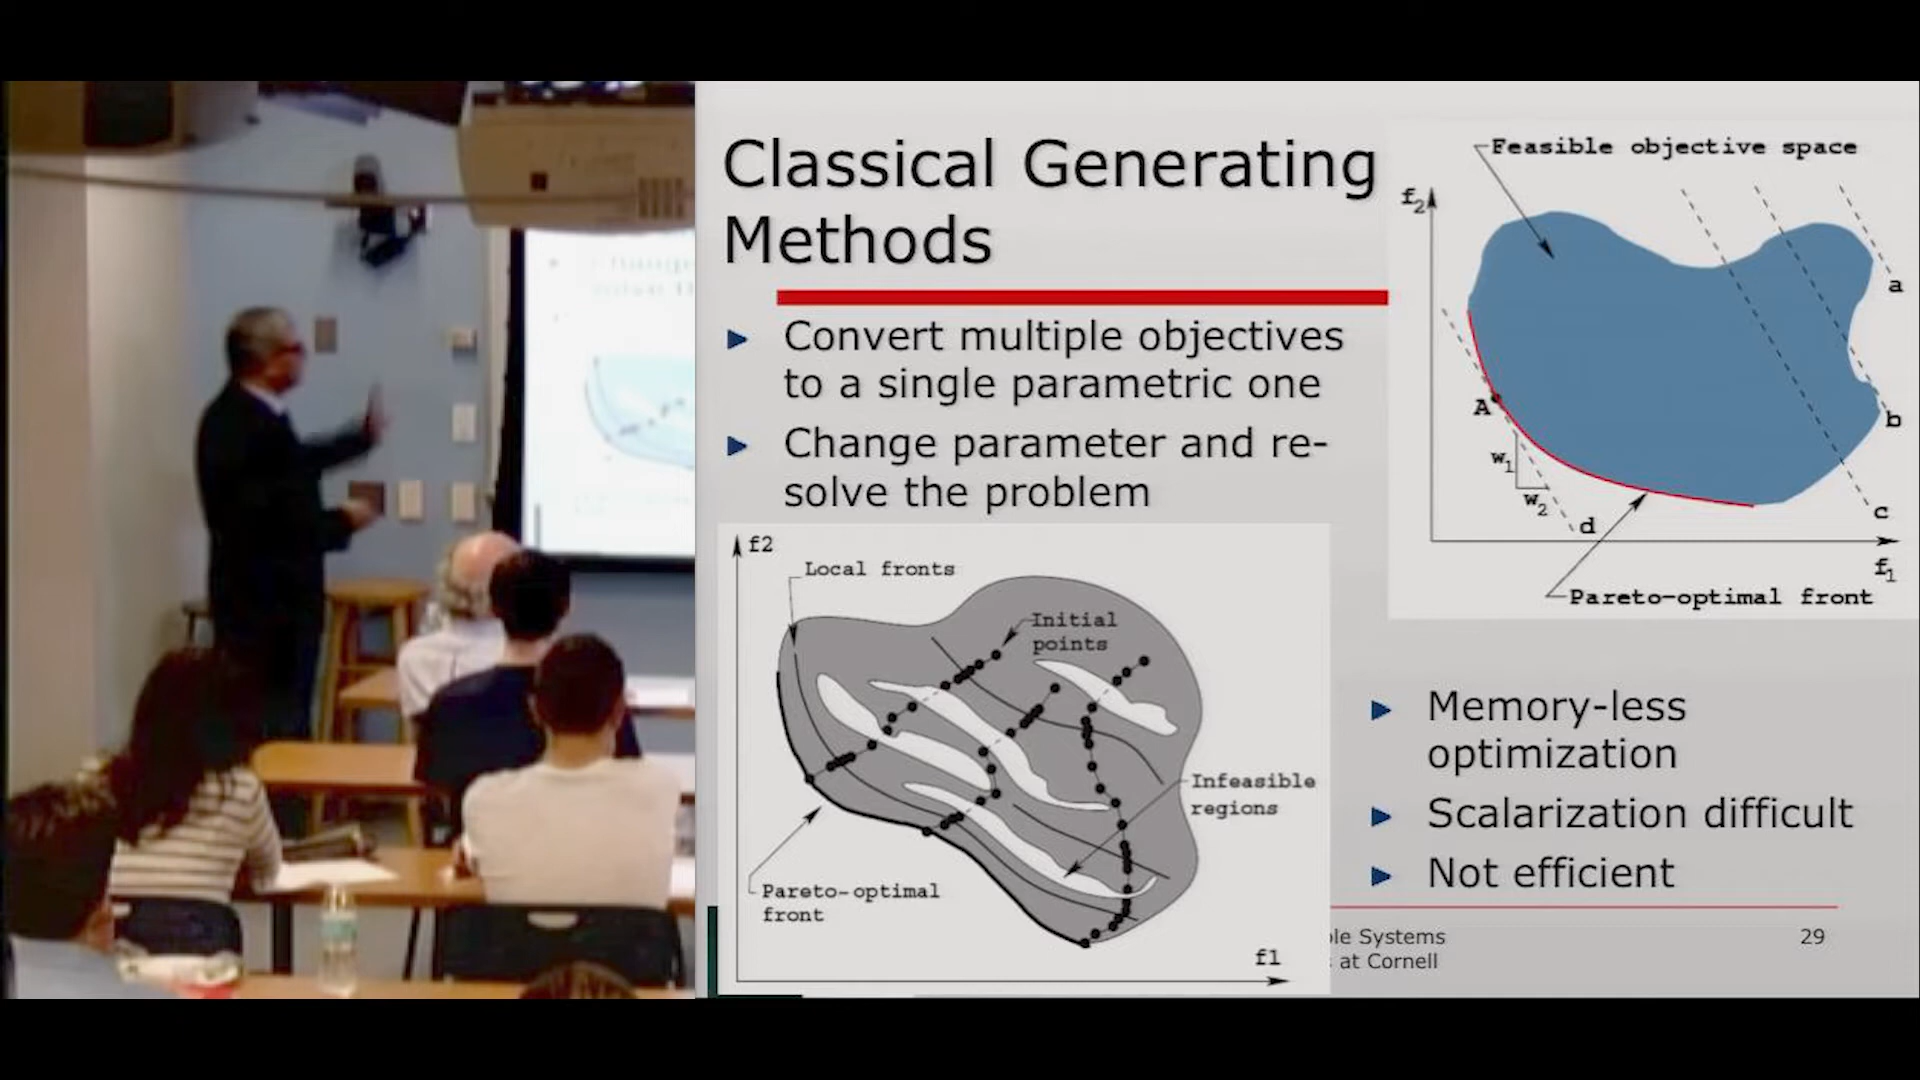 Classical Generating
Methods
Convert multiple objectives
to a single parametric one
Change parameter and re-
solve the problem
Feasible objective space
f2
a
A
b
w1
w2
c
d
f1
Pareto-optimal front
f2
Local fronts
Initial
points
Infeasible
regions
Pareto-optimal
front
f1
Memory-less
optimization
Scalarization difficult
Not efficient
Systems
at Cornell
29